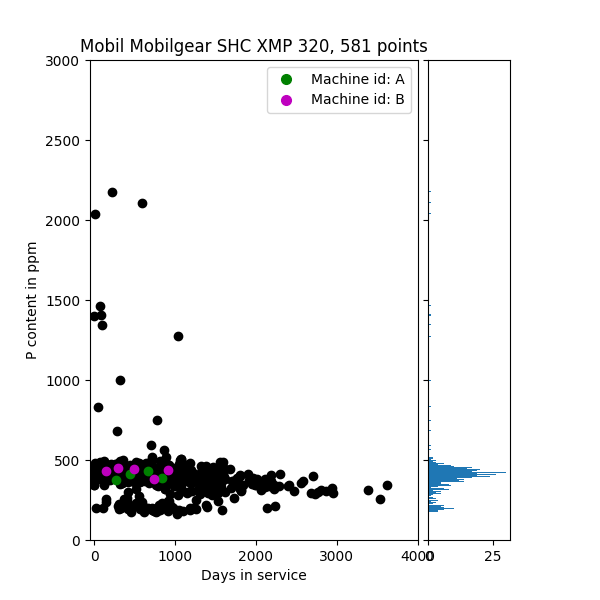 Mobil Mobilgear SHC XMP 320, 581 points
Machine id: A
Machine id: B
P content in ppm
3000
2500
2000
1500
1000
500
0
0 1000 2000 3000 4000
0 25
Days in service